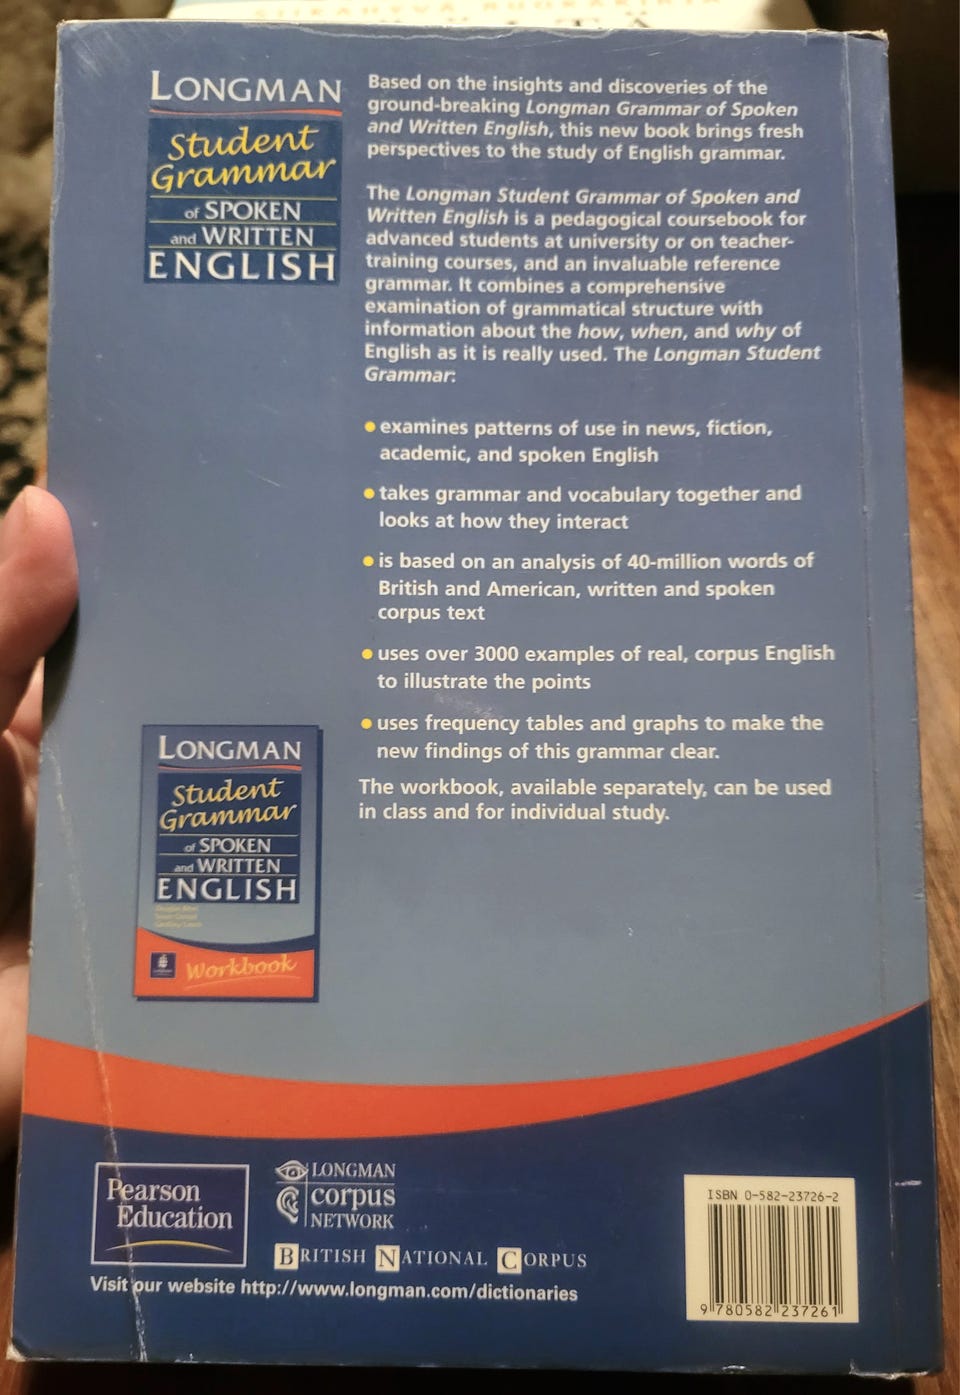 LONGMAN
Student
Grammar
of SPOKEN
and WRITTEN
ENGLISH
Based on the insights and discoveries of the
ground-breaking Longman Grammar of Spoken
and Written English, this new book brings fresh
perspectives to the study of English grammar.
The Longman Student Grammar of Spoken and
Written English is a pedagogical coursebook for
advanced students at university or on teacher-
training courses, and an invaluable reference
grammar. It combines a comprehensive
examination of grammatical structure with
information about the how, when, and why of
English as it is really used. The Longman Student
Grammar:
• examines patterns of use in news, fiction,
academic, and spoken English
• takes grammar and vocabulary together and
looks at how they interact
• is based on an analysis of 40-million words of
British and American, written and spoken
corpus text
• uses over 3000 examples of real, corpus English
to illustrate the points
• uses frequency tables and graphs to make the
new findings of this grammar clear.
The workbook, available separately, can be used
in class and for individual study.
LONGMAN
Student
Grammar
of SPOKEN
and WRITTEN
ENGLISH
Workbook
Pearson
Education
LONGMAN
corpus
NETWORK
BRITISH NATIONAL CORPUS
Visit our website http://www.longman.com/dictionaries
ISBN 0-582-23726-2
9 780582 237261